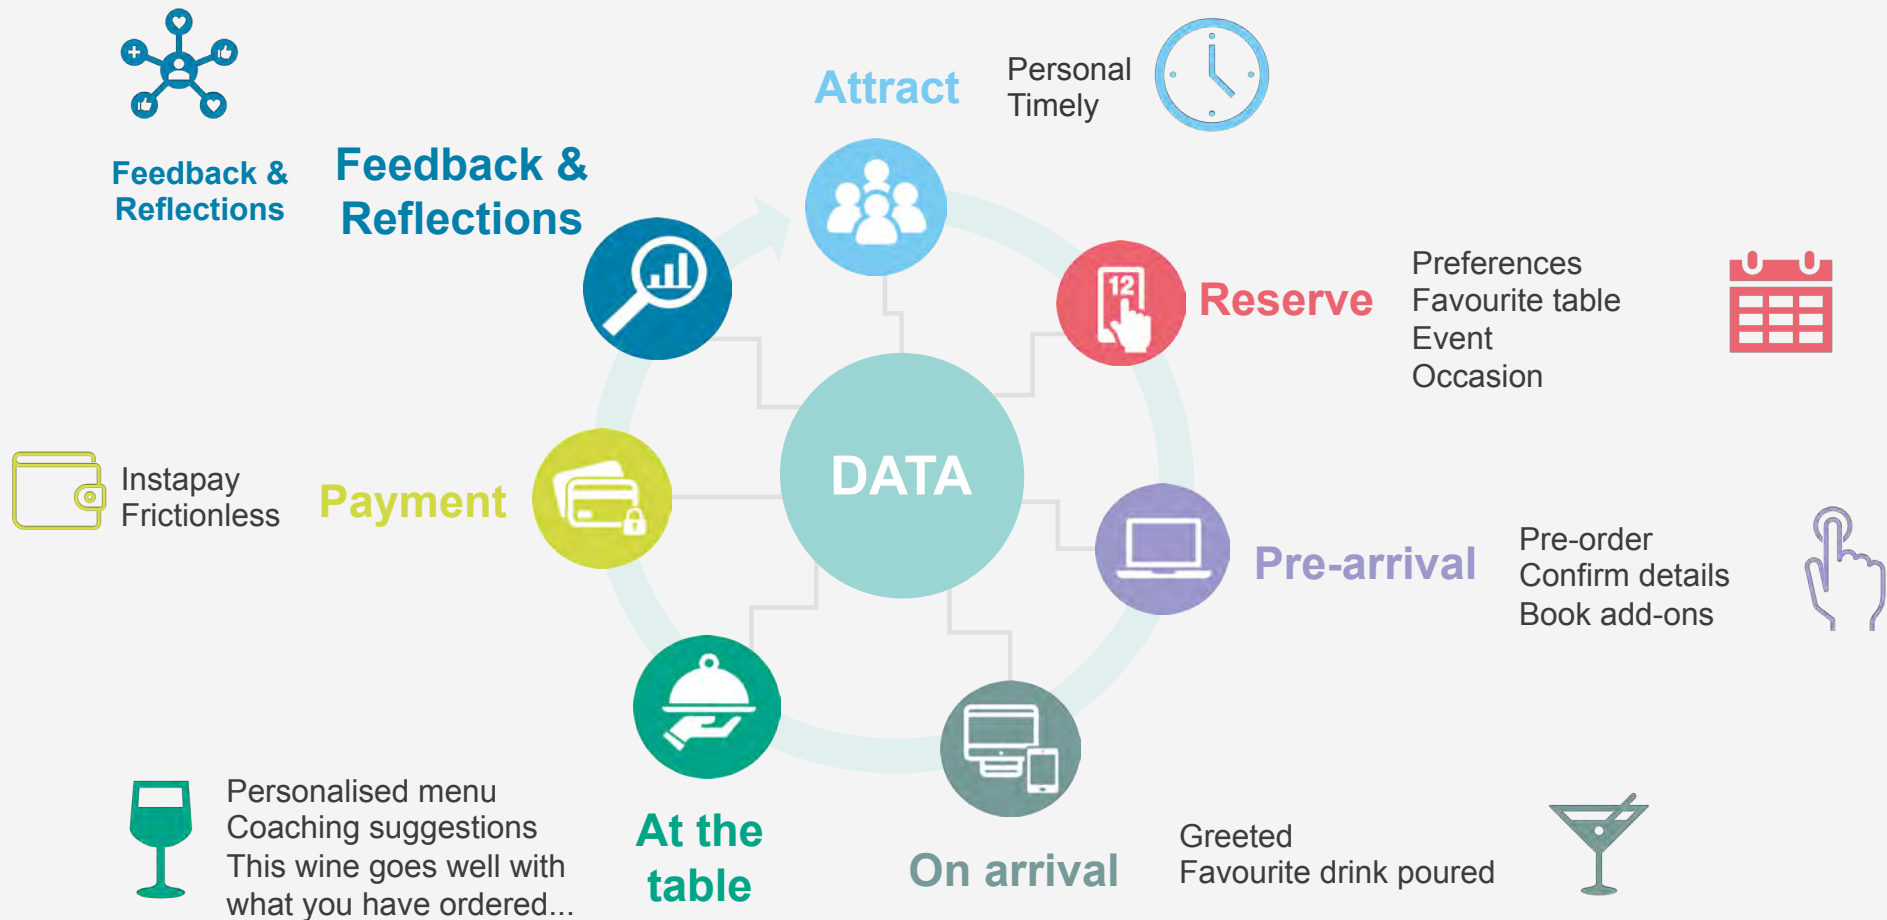 Attract
Personal
Timely
Feedback &
Reflections
Feedback &
Reflections
12
Reserve
Preferences
Favourite table
Event
Occasion
DATA
Instapay
Frictionless
Payment
Pre-arrival
Pre-order
Confirm details
Book add-ons
Personalised menu
Coaching suggestions
This wine goes well with
what you have ordered...
At the
table
On arrival
Greeted
Favourite drink poured